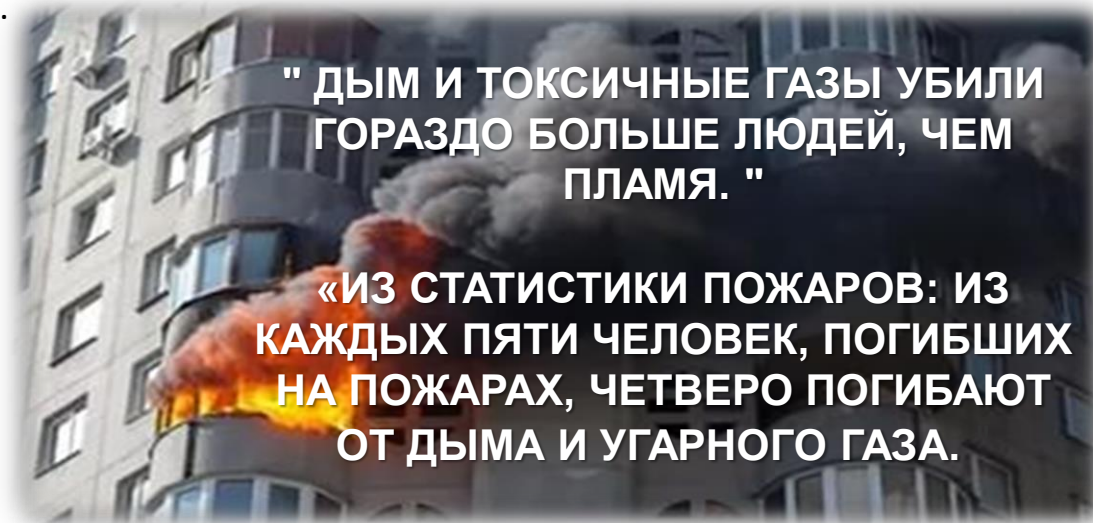 .
" ДЫМ И ТОКСИЧНЫЕ ГАЗЫ УБИЛИ
ГОРАЗДО БОЛЬШЕ ЛЮДЕЙ, ЧЕМ
ПЛАМЯ. "
«ИЗ СТАТИСТИКИ ПОЖАРОВ: ИЗ
КАЖДЫХ ПЯТИ ЧЕЛОВЕК, ПОГИБШИХ
НА ПОЖАРАХ, ЧЕТВЕРО ПОГИБАЮТ
ОТ ДЫМА И УГАРНОГО ГАЗА.